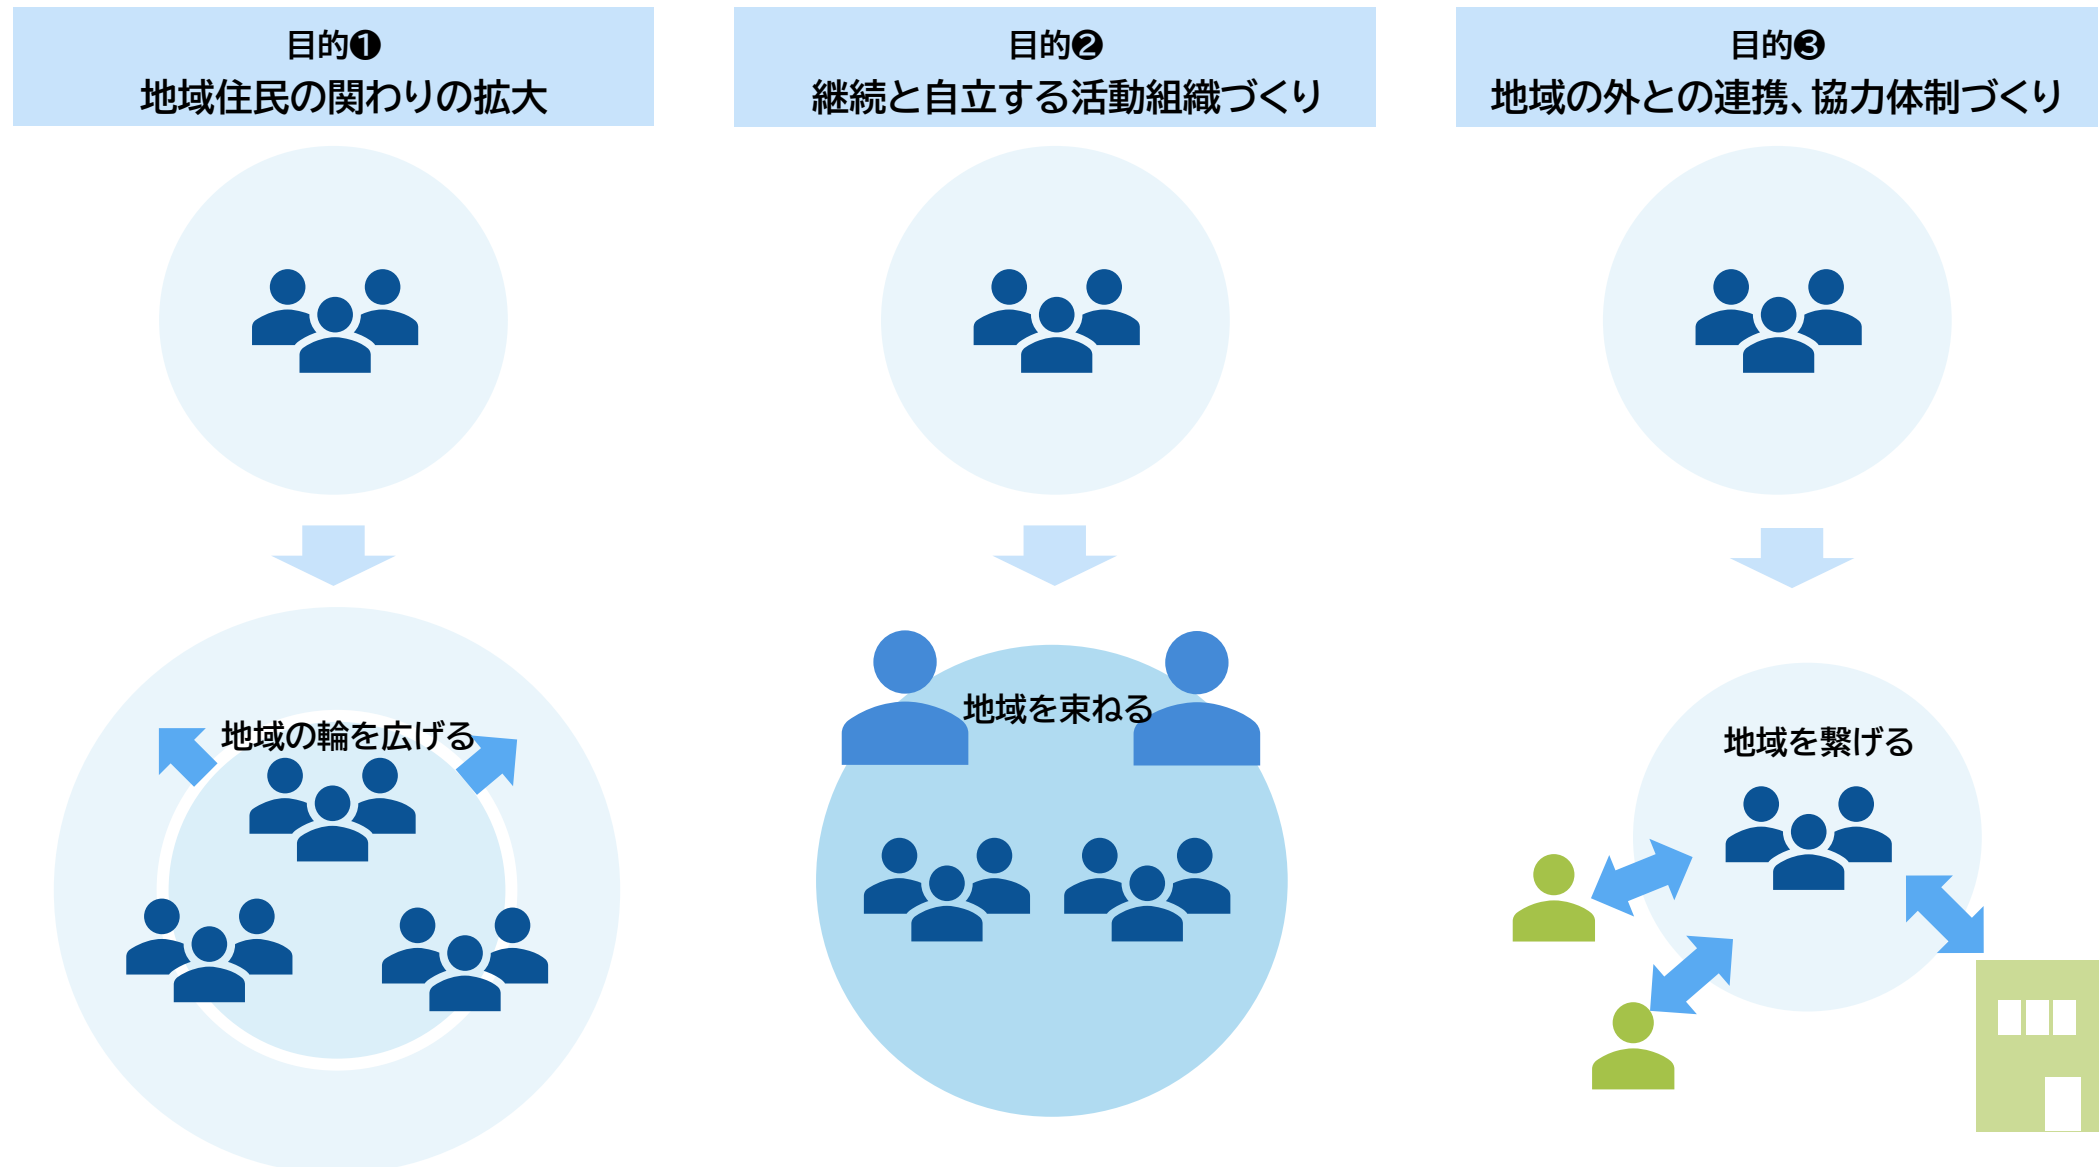 目的❶
地域住民の関わりの拡大
目的❷
継続と自立する活動組織づくり
目的❸
地域の外との連携、協力体制づくり
地域の輪を広げる
地域を束ねる
地域を繋げる